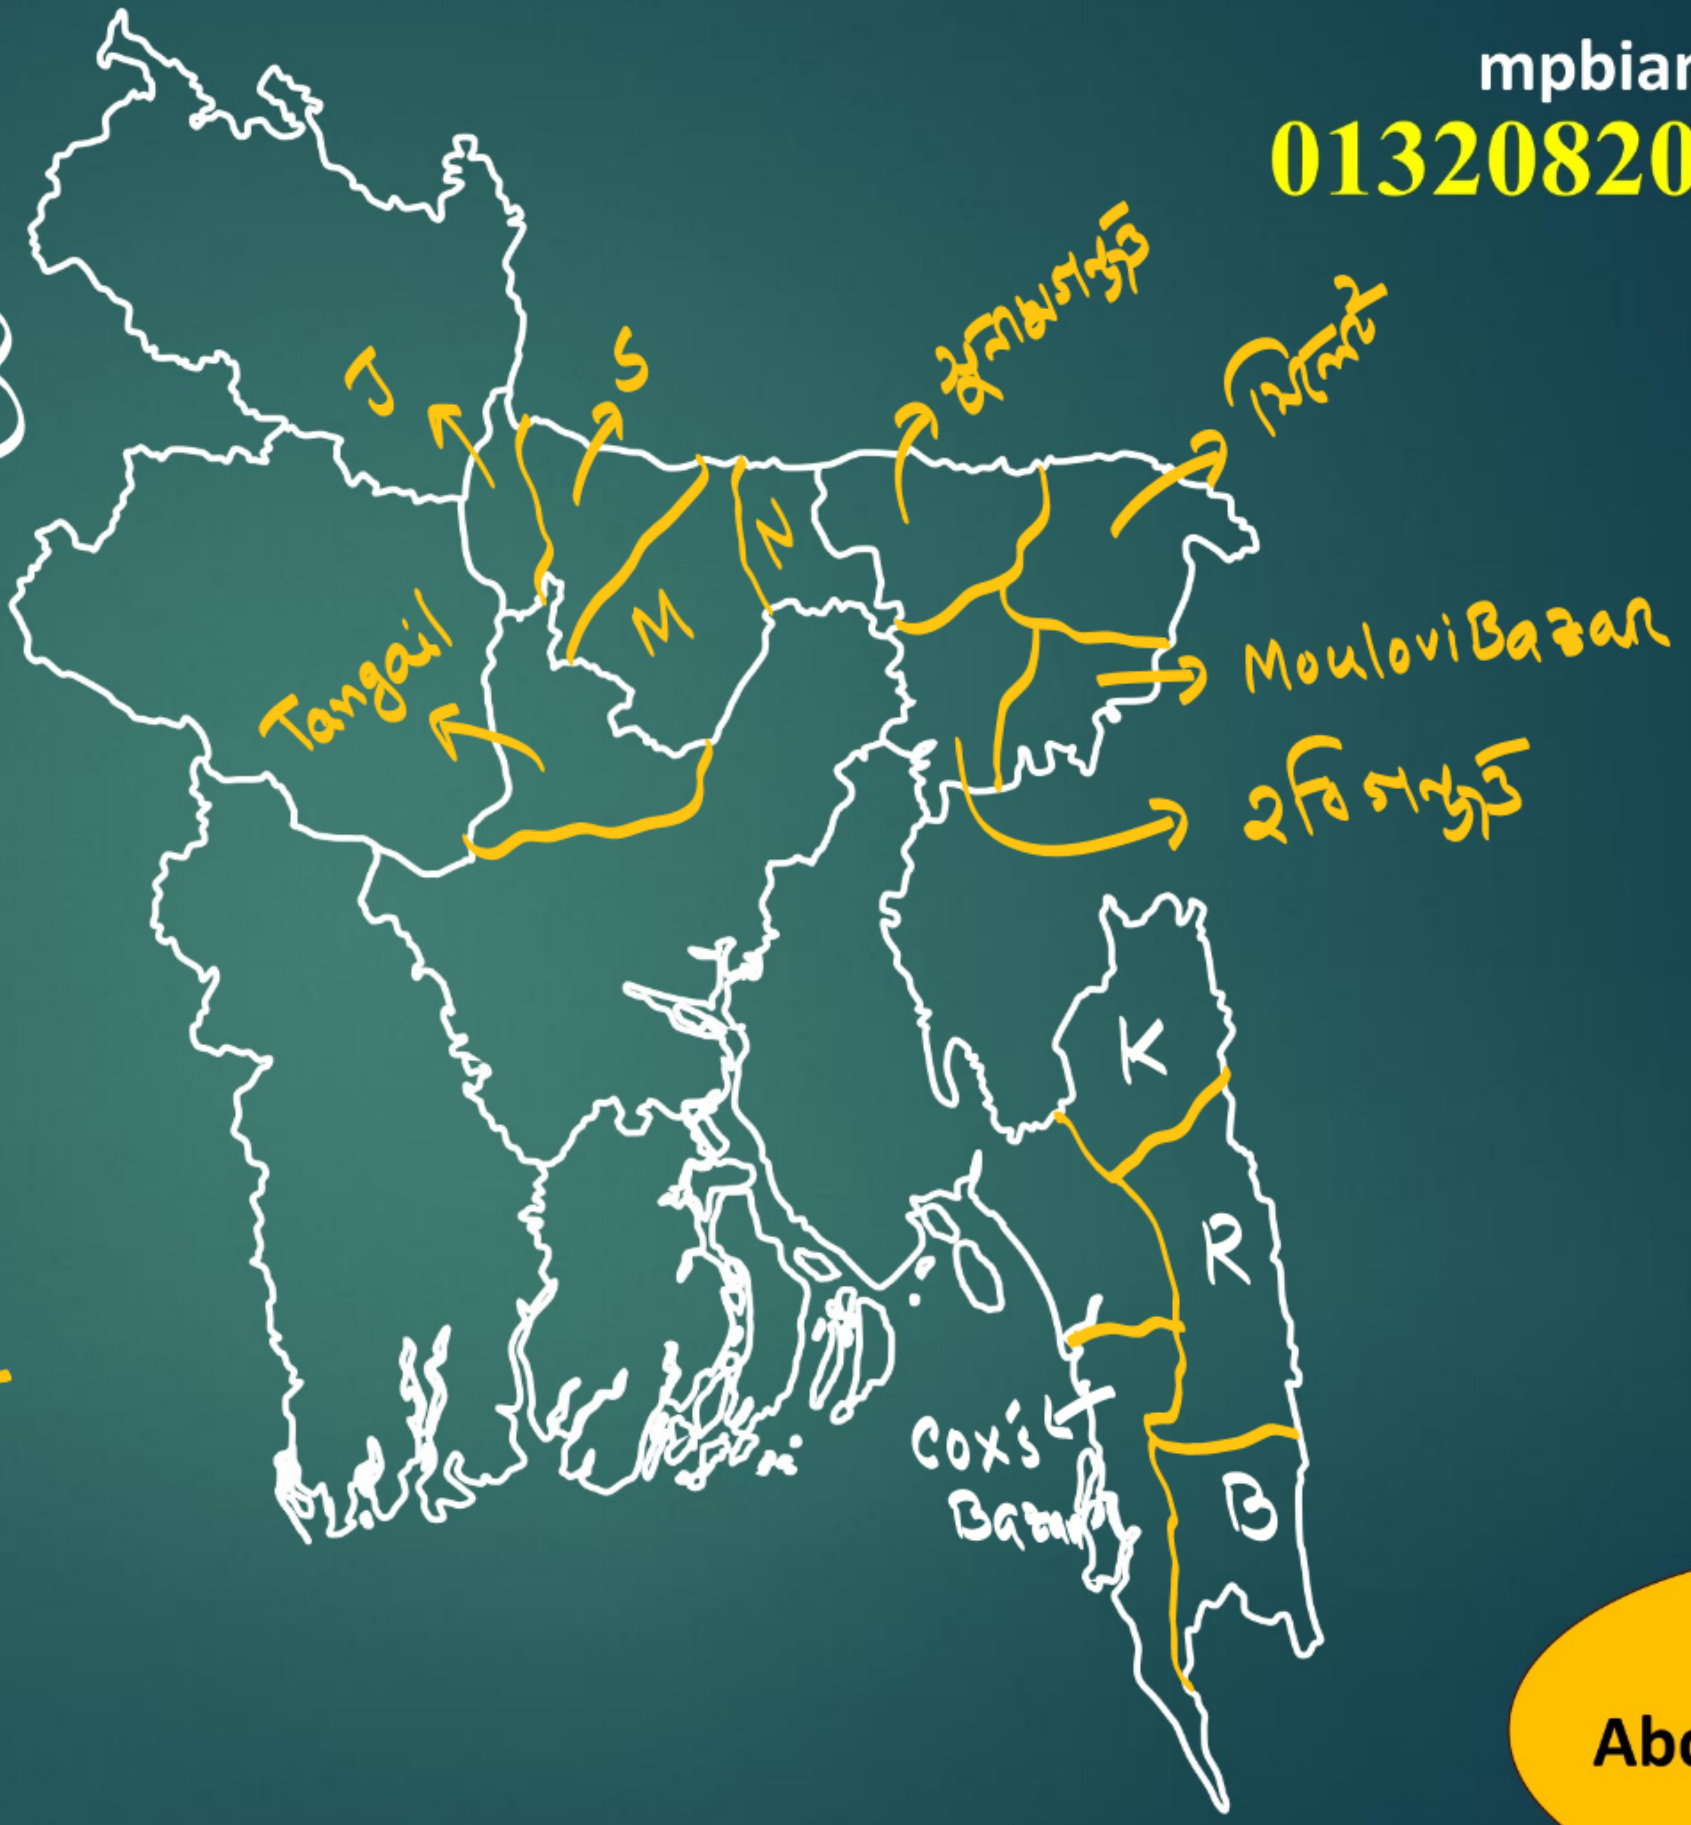 mpbian
01320820
সুনামগঞ্জ
সিলেট
J
S
N
M
Tangail
MouloviBazar
হবিগঞ্জ
K
R
Cox's
Bazar
B
Abo